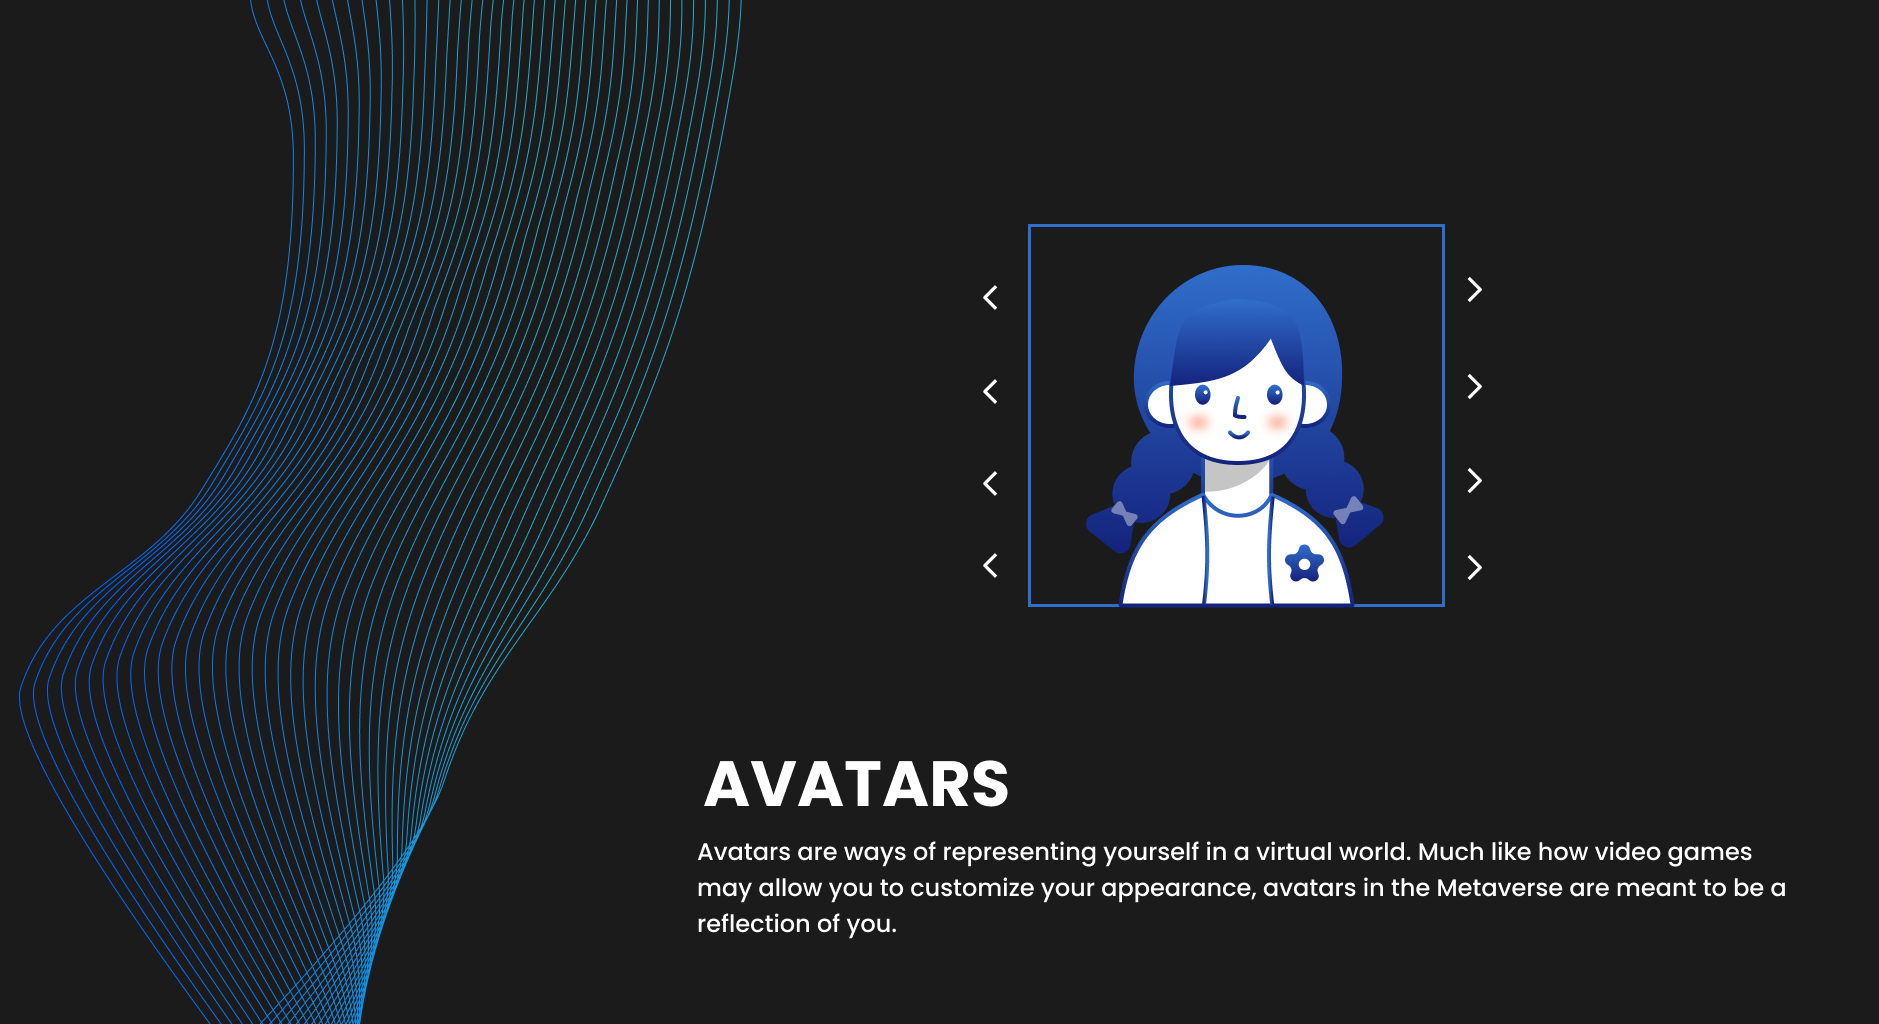 AVATARS
Avatars are ways of representing yourself in a virtual world. Much like how video games
may allow you to customize your appearance, avatars in the Metaverse are meant to be a
reflection of you.